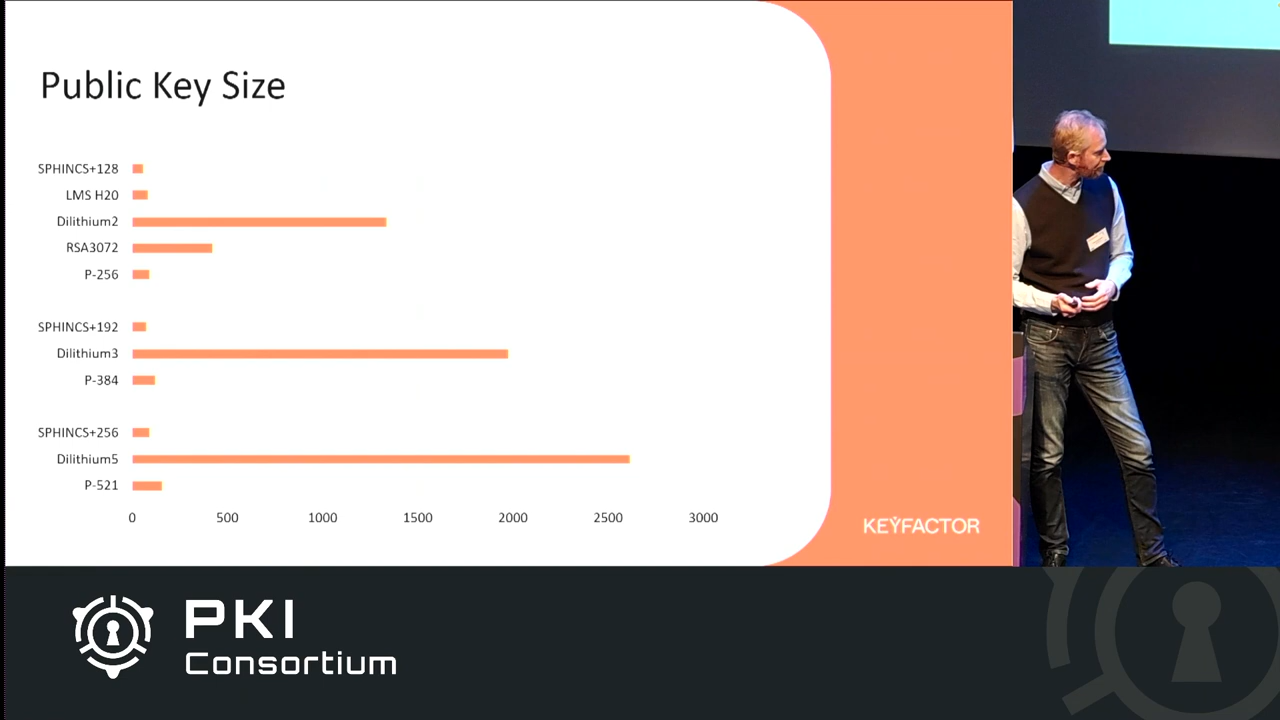 Public Key Size
SPHINCS+128
LMS H20
Dilithium2
RSA3072
P-256
SPHINCS+192
Dilithium3
P-384
SPHINCS+256
Dilithium5
P-521
0 500 1000 1500 2000 2500 3000
KEYFACTOR
PKI
Consortium